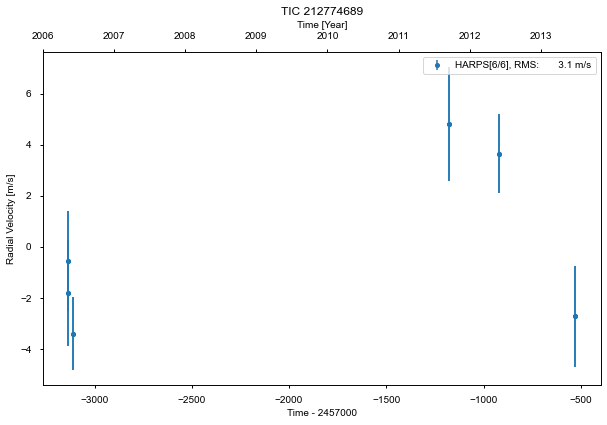 TIC 212774689
Time [Year]
2006 2007 2008 2009 2010 2011 2012 2013
HARPS[6/6], RMS: 3.1 m/s
Radial Velocity [m/s]
6
4
2
0
−2
−4
−3000 −2500 −2000 −1500 −1000 −500
Time - 2457000